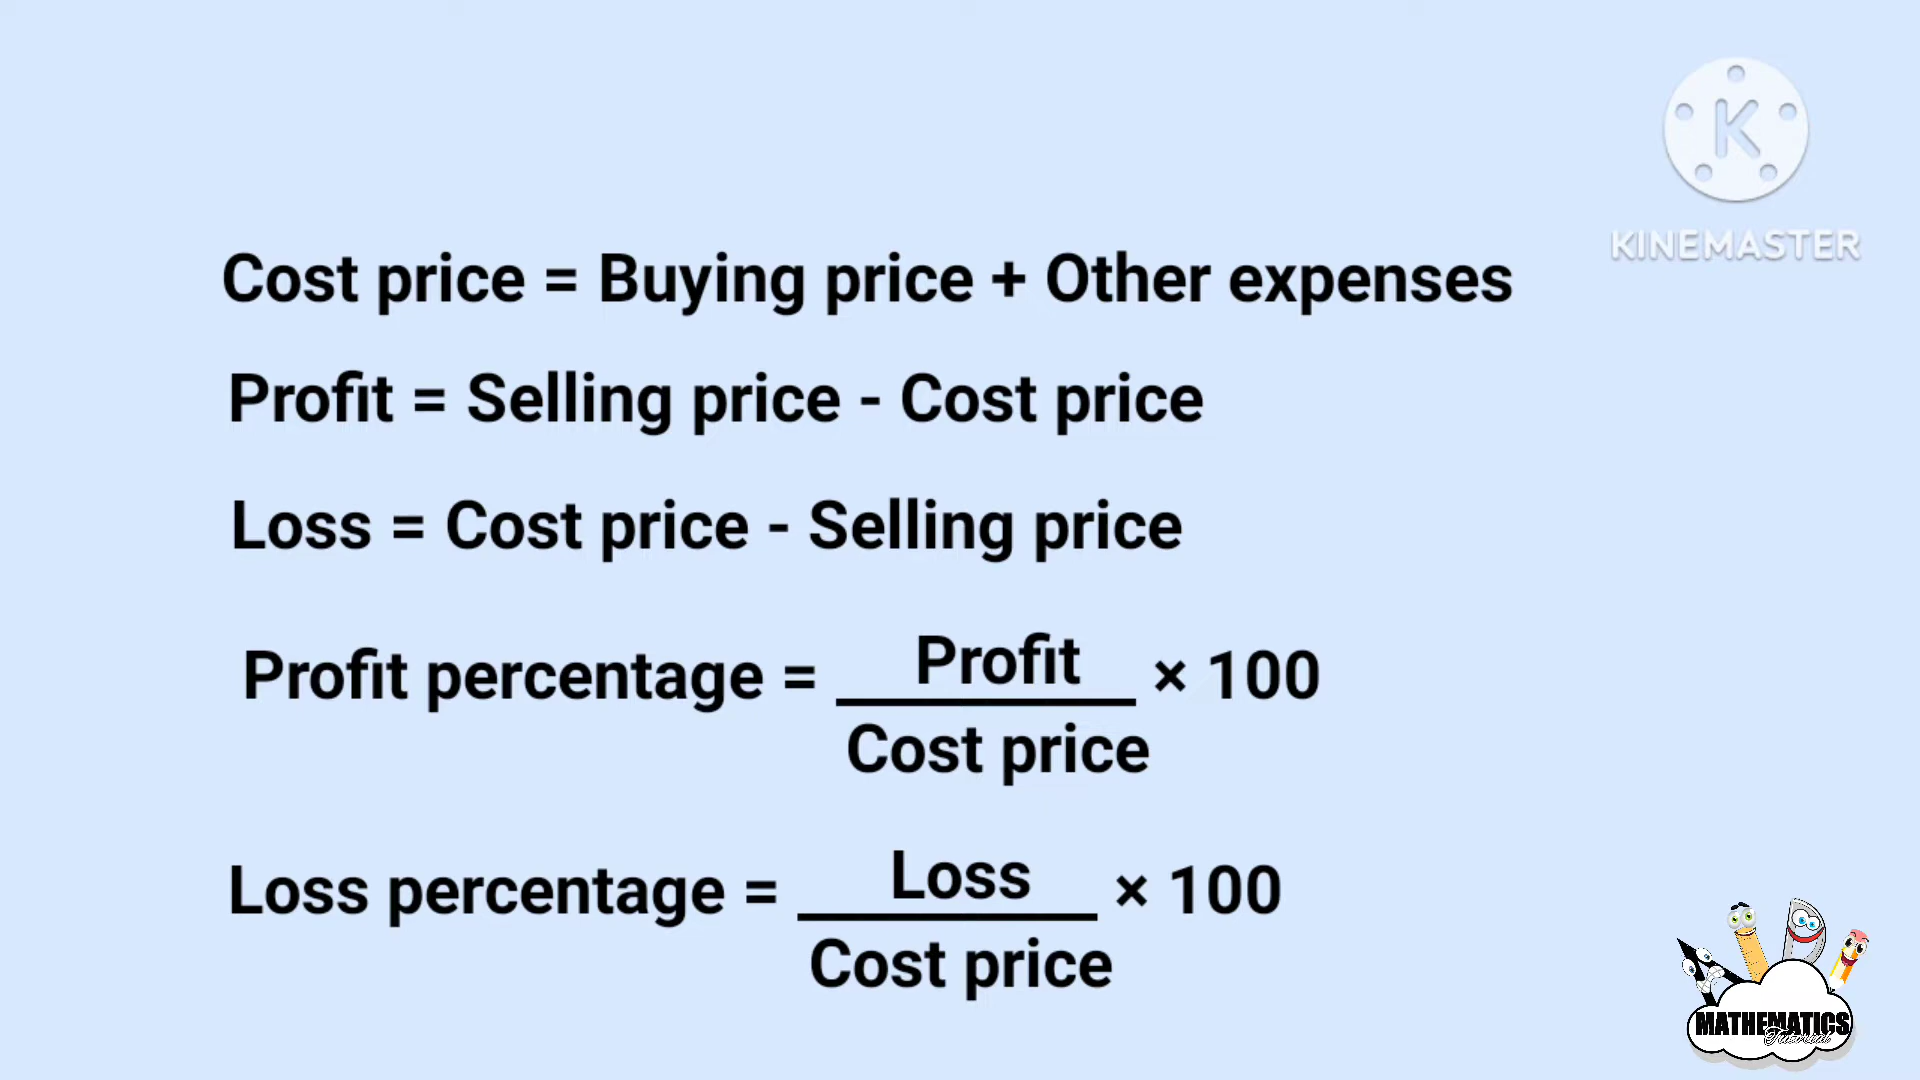 K
KINEMASTER
Cost price = Buying price + Other expenses
Profit = Selling price - Cost price
Loss = Cost price - Selling price
Profit percentage = Profit / Cost price × 100
Loss percentage = Loss / Cost price × 100
MATHEMATICS
Tutorial